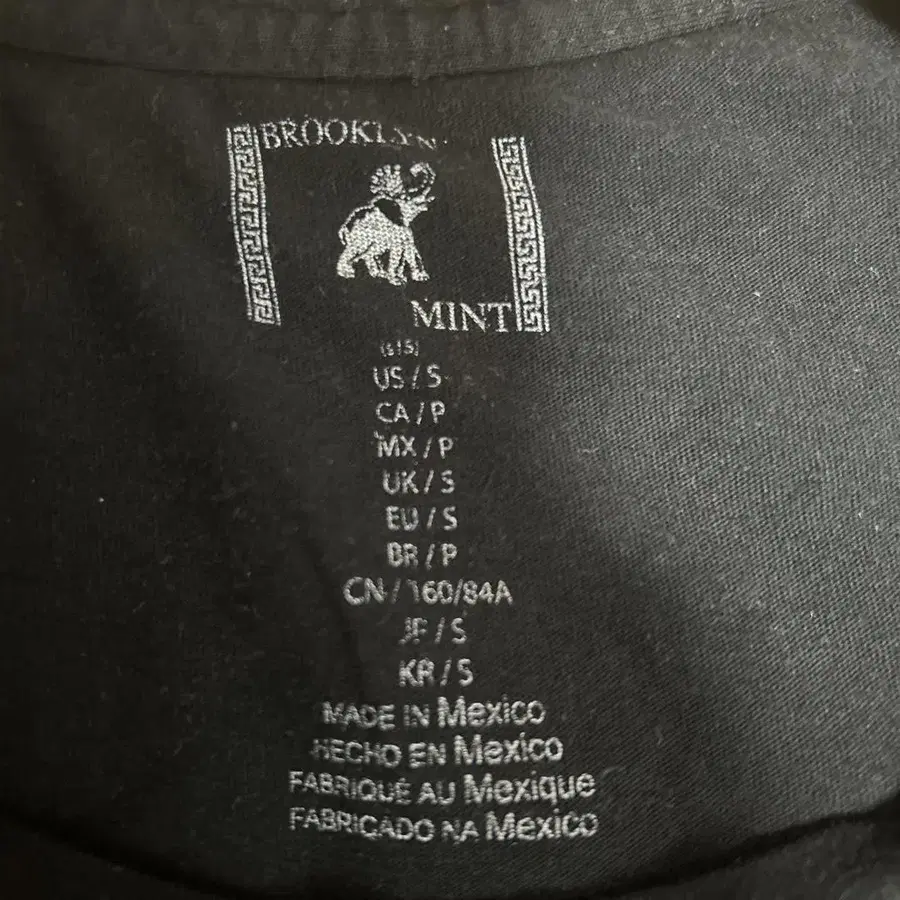 BROOKLYN
MINT
(S/S)
US / S
CA / P
MX / P
UK / S
EU / S
BR / P
CN / 160/84A
JP / S
KR / S
MADE IN Mexico
HECHO EN Mexico
FABRIQUÉ AU Mexique
FABRICADO NA Mexico